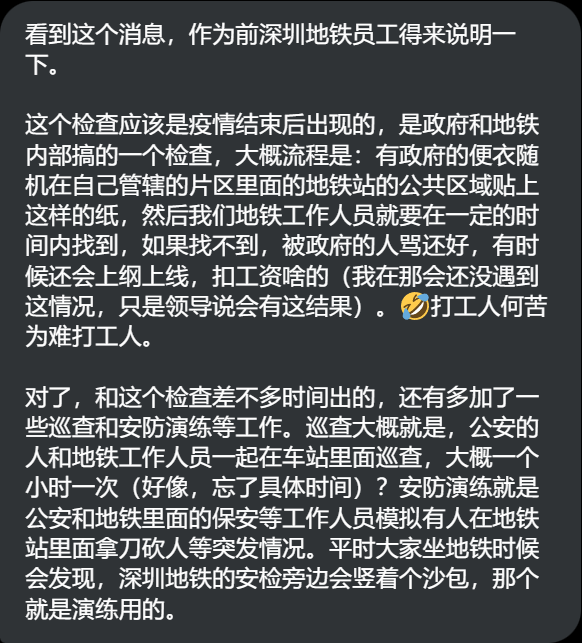 看到这个消息，作为前深圳地铁员工得来说明一
下。
这个检查应该是疫情结束后出现的，是政府和地铁
内部搞的一个检查，大概流程是：有政府的便衣随
机在自己管辖的片区里面的地铁站的公共区域贴上
这样的纸，然后我们地铁工作人员就要在一定的时
间内找到，如果找不到，被政府的人骂还好，有时
候还会上纲上线，扣工资啥的（我在那会还没遇到
这情况，只是领导说会有这结果）。🤣打工人何苦
为难打工人。
对了，和这个检查差不多时间出的，还有多加了一
些巡查和安防演练等工作。巡查大概就是，公安的
人和地铁工作人员一起在车站里面巡查，大概一个
小时一次（好像，忘了具体时间）？安防演练就是
公安和地铁里面的保安等工作人员模拟有人在地铁
站里面拿刀砍人等突发情况。平时大家坐地铁时候
会发现，深圳地铁的安检旁边会竖着个沙包，那个
就是演练用的。